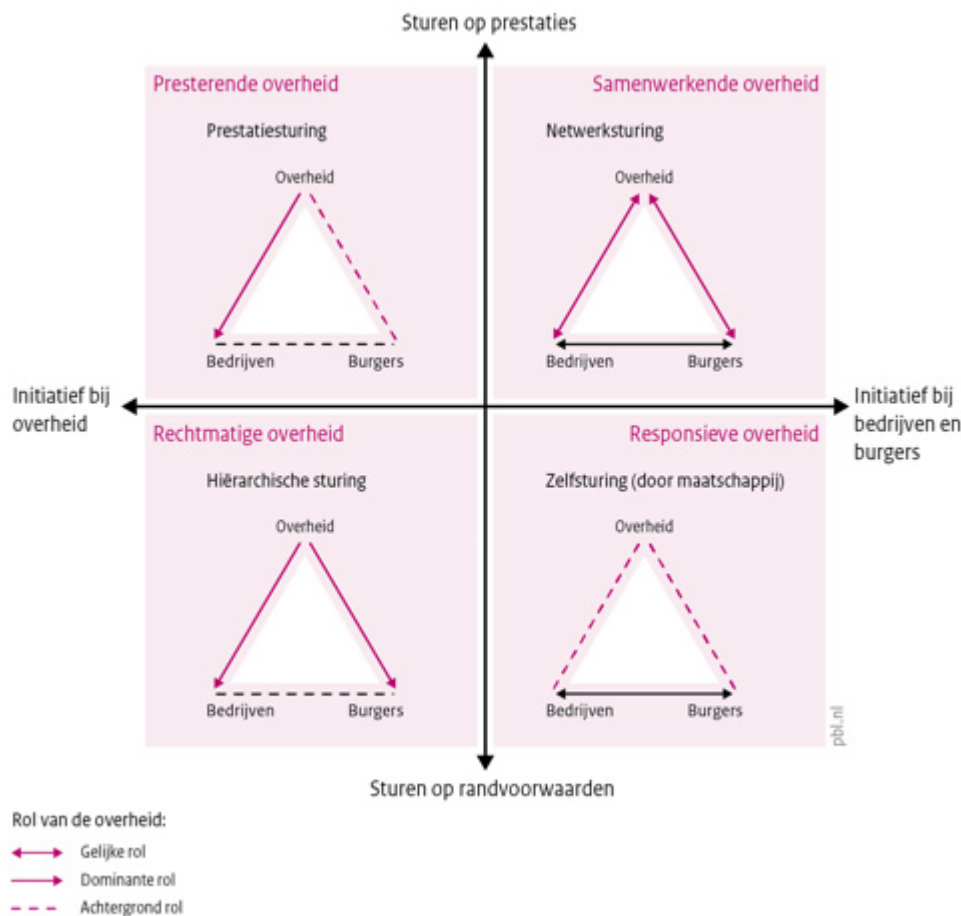 Sturen op prestaties
Presterende overheid
Prestatiesturing
Overheid
Bedrijven
Burgers
Samenwerkende overheid
Netwerksturing
Overheid
Bedrijven
Burgers
Initiatief bij
overheid
Initiatief bij
bedrijven en
burgers
Rechtmatige overheid
Hiërarchische sturing
Overheid
Bedrijven
Burgers
Responsieve overheid
Zelfsturing (door maatschappij)
Overheid
Bedrijven
Burgers
pbl.nl
Sturen op randvoorwaarden
Rol van de overheid:
Gelijke rol
Dominante rol
Achtergrond rol